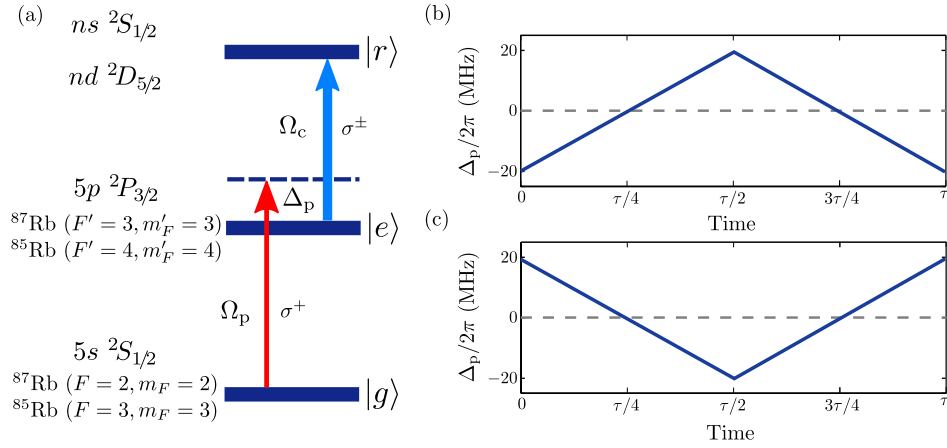 (a)
ns ²S₁/₂
|r⟩
nd ²D₅/₂
Ωc σ±
5p ²P₃/₂
Δp
⁸⁷Rb (F′ = 3, m′F = 3)
|e⟩
⁸⁵Rb (F′ = 4, m′F = 4)
Ωp σ⁺
5s ²S₁/₂
⁸⁷Rb (F = 2, mF = 2)
|g⟩
⁸⁵Rb (F = 3, mF = 3)
(b)
Δp/2π (MHz)
20
0
−20
0 τ/4 τ/2 3τ/4 τ
Time
(c)
Δp/2π (MHz)
20
0
−20
0 τ/4 τ/2 3τ/4 τ
Time